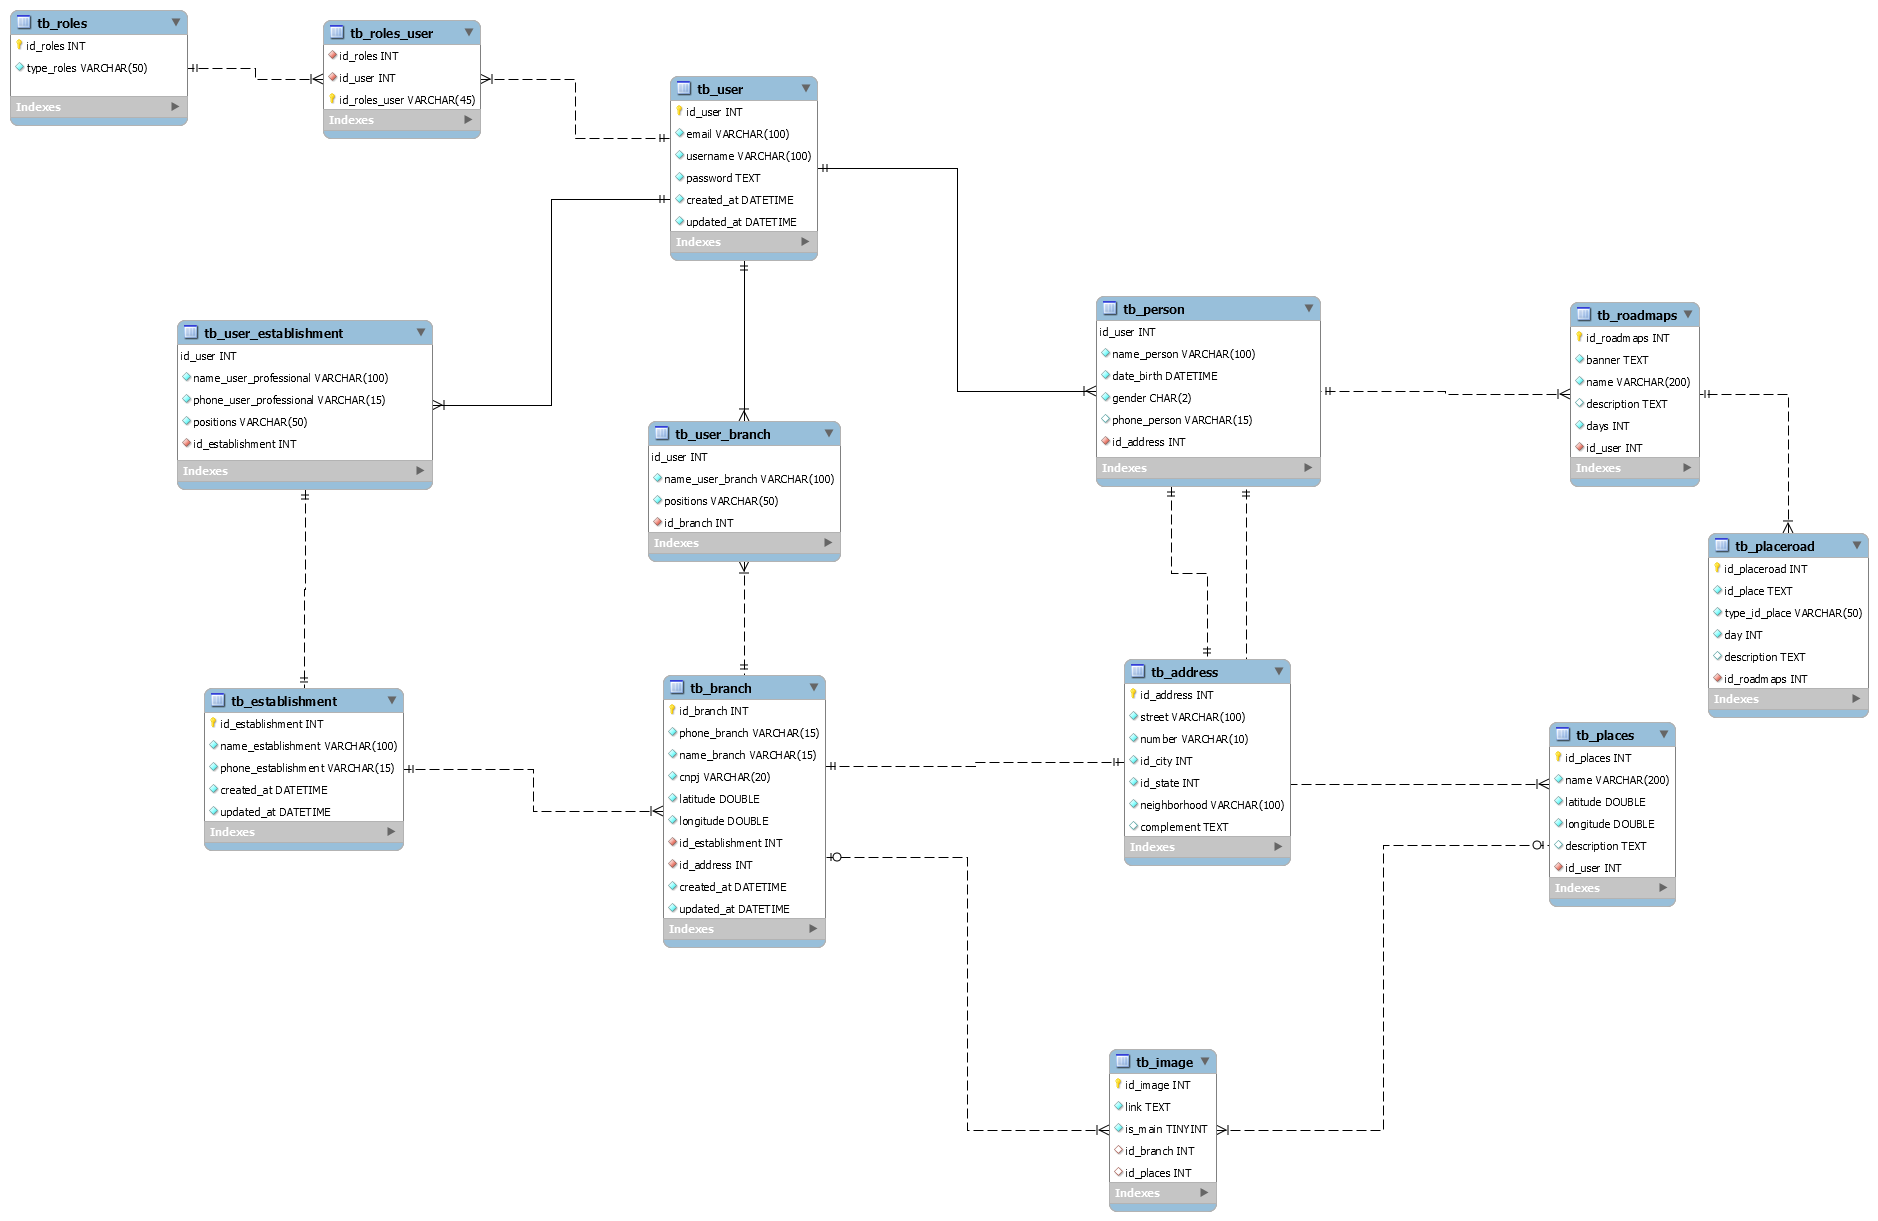 tb_roles
id_roles INT
type_roles VARCHAR(50)
Indexes
tb_roles_user
id_roles INT
id_user INT
id_roles_user VARCHAR(45)
Indexes
tb_user
id_user INT
email VARCHAR(100)
username VARCHAR(100)
password TEXT
created_at DATETIME
updated_at DATETIME
Indexes
tb_user_establishment
id_user INT
name_user_professional VARCHAR(100)
phone_user_professional VARCHAR(15)
positions VARCHAR(50)
id_establishment INT
Indexes
tb_user_branch
id_user INT
name_user_branch VARCHAR(100)
positions VARCHAR(50)
id_branch INT
Indexes
tb_person
id_user INT
name_person VARCHAR(100)
date_birth DATETIME
gender CHAR(2)
phone_person VARCHAR(15)
id_address INT
Indexes
tb_roadmaps
id_roadmaps INT
banner TEXT
name VARCHAR(200)
description TEXT
days INT
id_user INT
Indexes
tb_placeroad
id_placeroad INT
id_place TEXT
type_id_place VARCHAR(50)
day INT
description TEXT
id_roadmaps INT
Indexes
tb_establishment
id_establishment INT
name_establishment VARCHAR(100)
phone_establishment VARCHAR(15)
created_at DATETIME
updated_at DATETIME
Indexes
tb_branch
id_branch INT
phone_branch VARCHAR(15)
name_branch VARCHAR(15)
cnpj VARCHAR(20)
latitude DOUBLE
longitude DOUBLE
id_establishment INT
id_address INT
created_at DATETIME
updated_at DATETIME
Indexes
tb_address
id_address INT
street VARCHAR(100)
number VARCHAR(10)
id_city INT
id_state INT
neighborhood VARCHAR(100)
complement TEXT
Indexes
tb_places
id_places INT
name VARCHAR(200)
latitude DOUBLE
longitude DOUBLE
description TEXT
id_user INT
Indexes
tb_image
id_image INT
link TEXT
is_main TINYINT
id_branch INT
id_places INT
Indexes